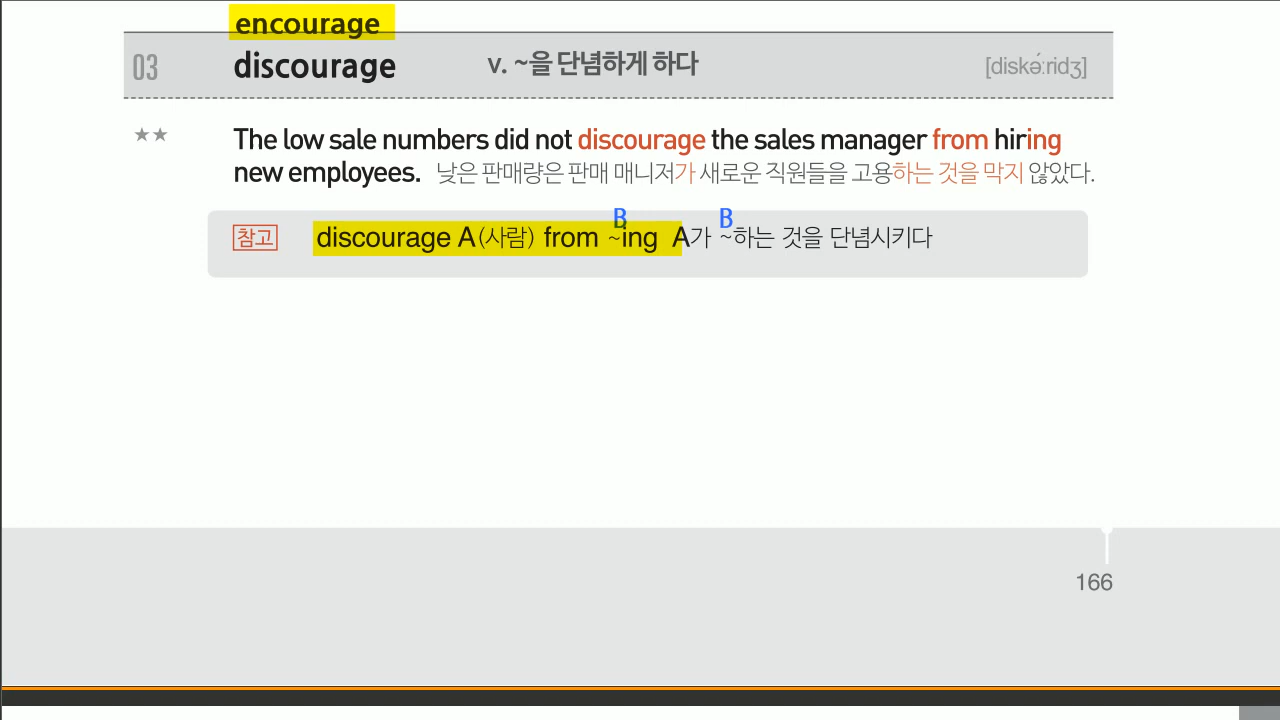 encourage
03 discourage v. ~을 단념하게 하다 [diskə́ːridʒ]
★★ The low sale numbers did not discourage the sales manager from hiring
new employees. 낮은 판매량은 판매 매니저가 새로운 직원들을 고용하는 것을 막지 않았다.
B B
참고 discourage A(사람) from ~ing A가 ~하는 것을 단념시키다
166